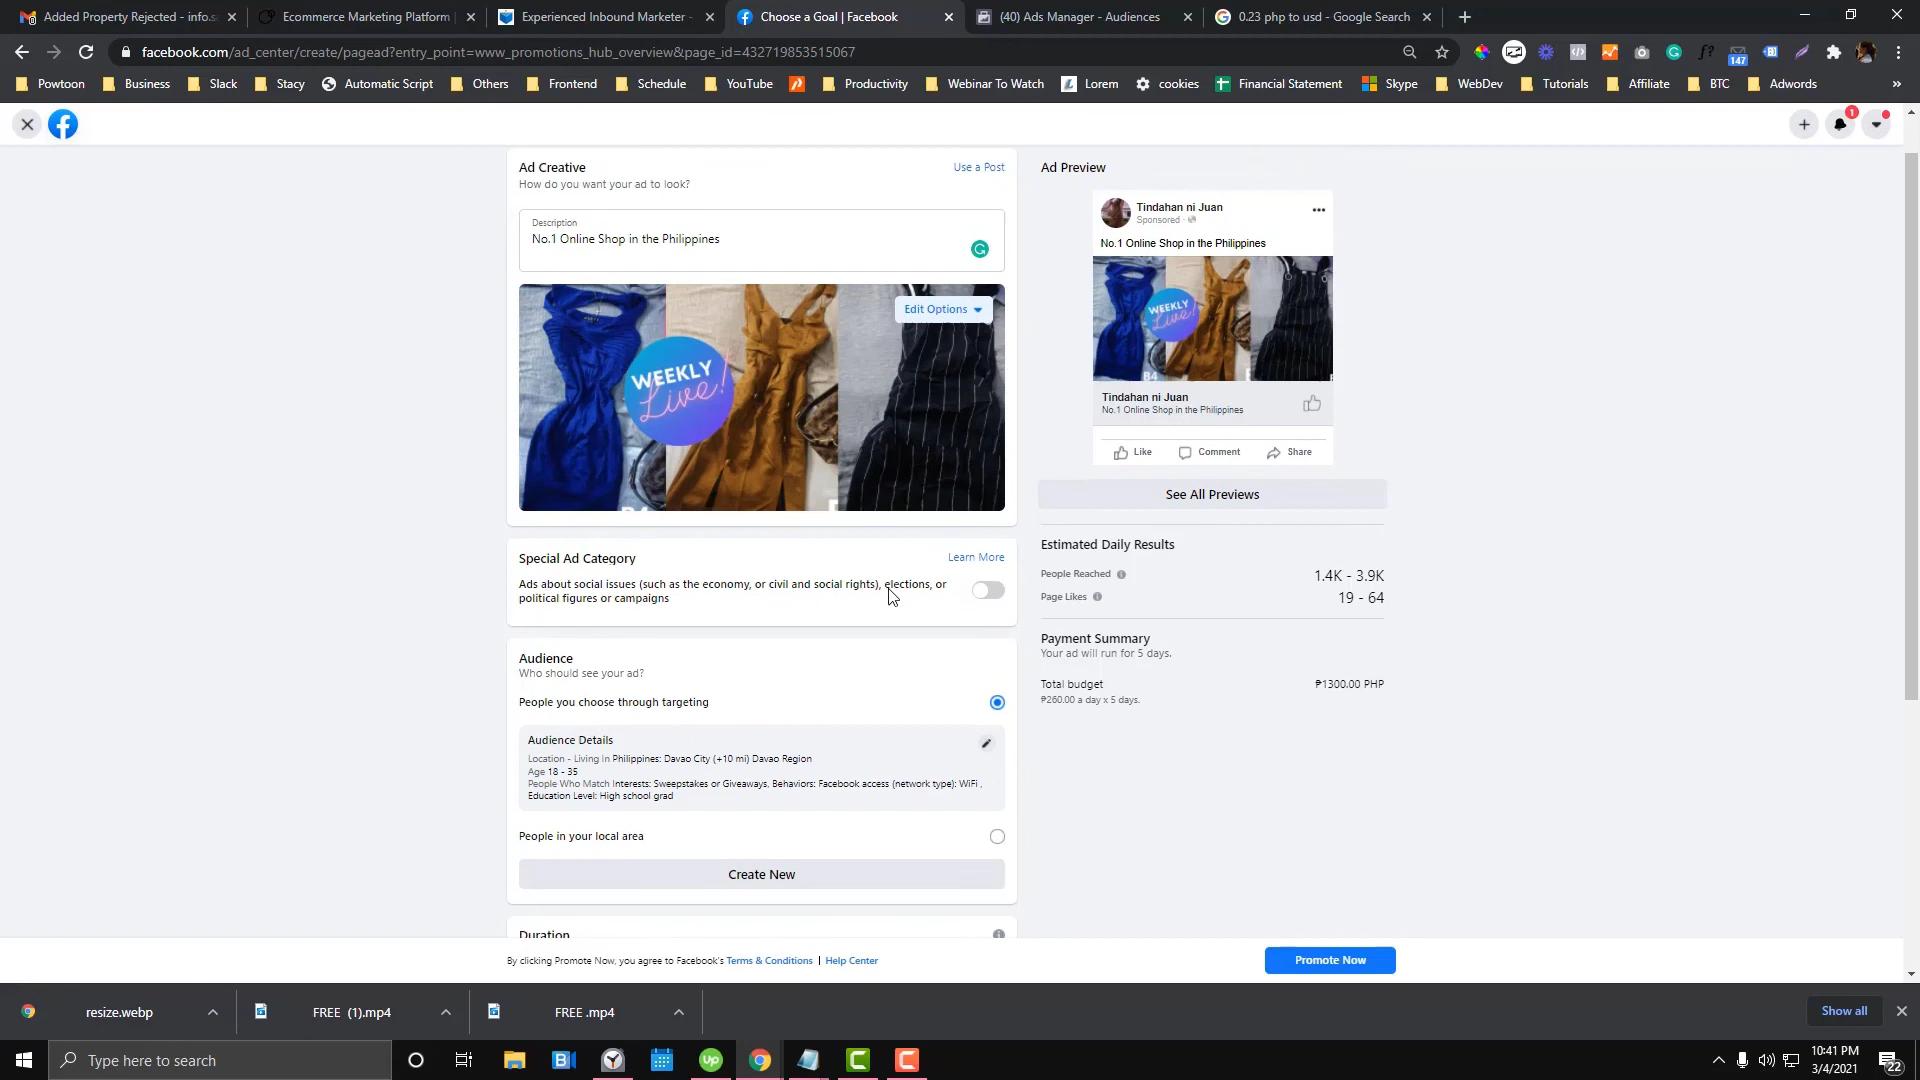 Added Property Rejected - info.s
Ecommerce Marketing Platform
Experienced Inbound Marketer -
Choose a Goal | Facebook
(40) Ads Manager - Audiences
0.23 php to usd - Google Search
facebook.com/ad_center/create/pagead?entry_point=www_promotions_hub_overview&page_id=432719853515067
147
Powtoon
Business
Slack
Stacy
Automatic Script
Others
Frontend
Schedule
YouTube
Productivity
Webinar To Watch
Lorem
cookies
Financial Statement
Skype
WebDev
Tutorials
Affiliate
BTC
Adwords
1
Ad Creative
Use a Post
How do you want your ad to look?
Description
No.1 Online Shop in the Philippines
Edit Options
WEEKLY
Live!
Special Ad Category
Learn More
Ads about social issues (such as the economy, or civil and social rights), elections, or
political figures or campaigns
Audience
Who should see your ad?
People you choose through targeting
Audience Details
Location - Living In Philippines: Davao City (+10 mi) Davao Region
Age 18 - 35
People Who Match Interests: Sweepstakes or Giveaways, Behaviors: Facebook access (network type): WiFi ,
Education Level: High school grad
People in your local area
Create New
Duration
Ad Preview
Tindahan ni Juan
Sponsored ·
No.1 Online Shop in the Philippines
WEEKLY
Live!
B4
Tindahan ni Juan
No.1 Online Shop in the Philippines
Like
Comment
Share
See All Previews
Estimated Daily Results
People Reached
1.4K - 3.9K
Page Likes
19 - 64
Payment Summary
Your ad will run for 5 days.
Total budget
₱1300.00 PHP
₱260.00 a day x 5 days.
By clicking Promote Now, you agree to Facebook's Terms & Conditions | Help Center
Promote Now
resize.webp
FREE (1).mp4
FREE .mp4
Show all
Type here to search
10:41 PM
3/4/2021
22